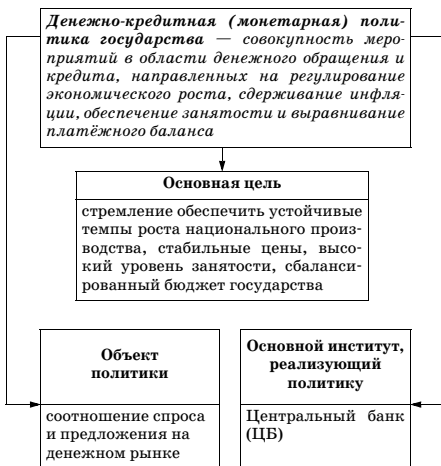 Денежно-кредитная (монетарная) поли-
тика государства — совокупность меро-
приятий в области денежного обращения и
кредита, направленных на регулирование
экономического роста, сдерживание инфля-
ции, обеспечение занятости и выравнивание
платёжного баланса
Основная цель
стремление обеспечить устойчивые
темпы роста национального произ-
водства, стабильные цены, высо-
кий уровень занятости, сбаланси-
рованный бюджет государства
Объект
политики
соотношение спроса
и предложения на
денежном рынке
Основной институт,
реализующий
политику
Центральный банк
(ЦБ)